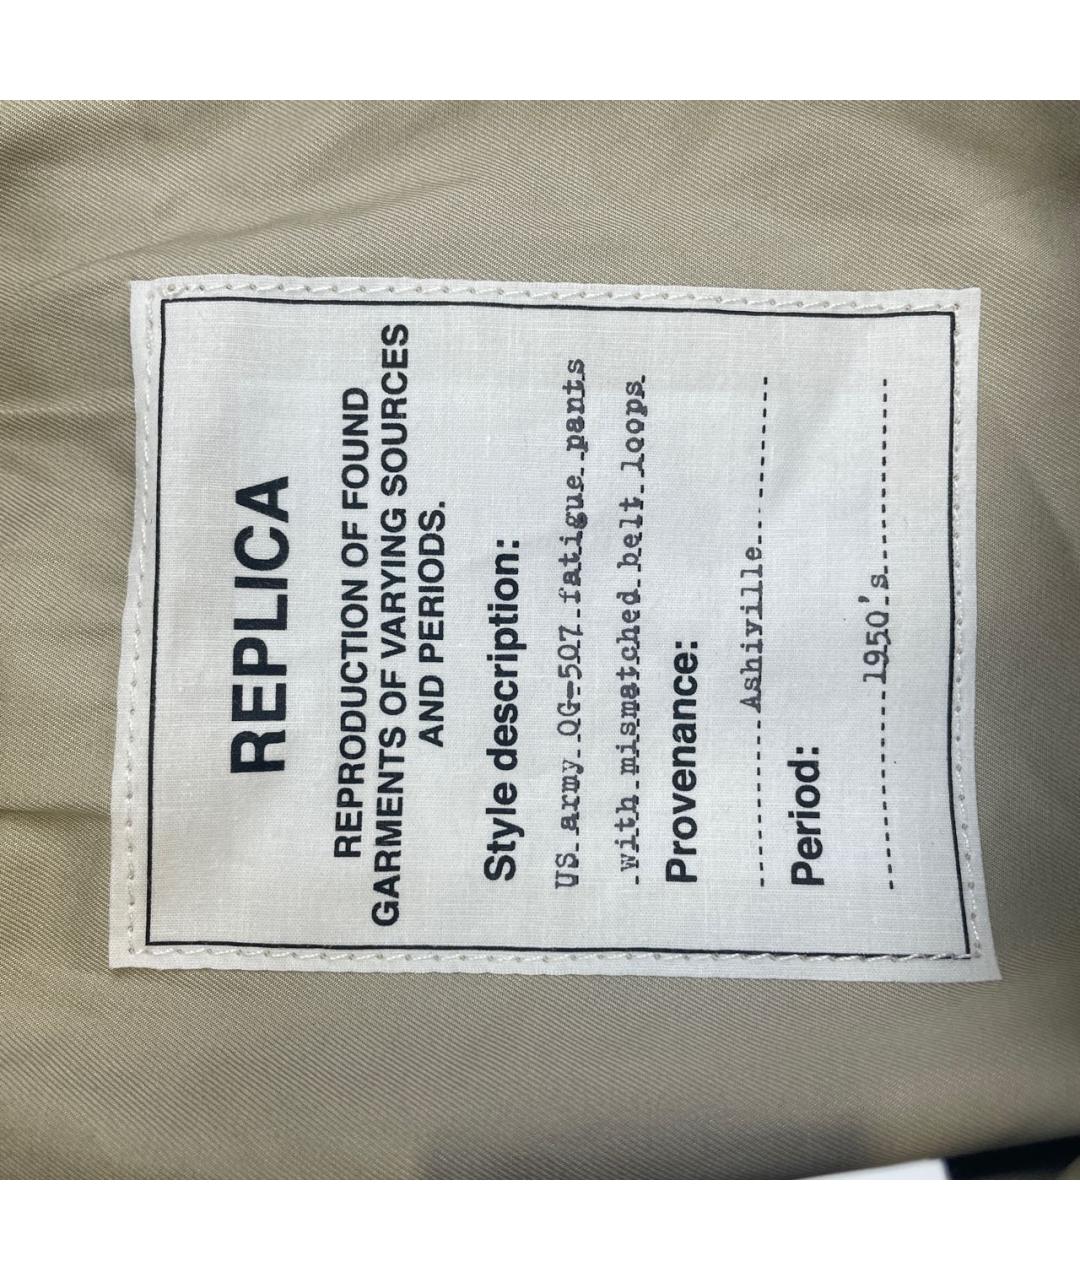 REPLICA
REPRODUCTION OF FOUND
GARMENTS OF VARYING SOURCES
AND PERIODS.
Style description:
US army QG-507 fatigue pants
with mismatched belt loops
Provenance:
Ashiville
Period:
1950's